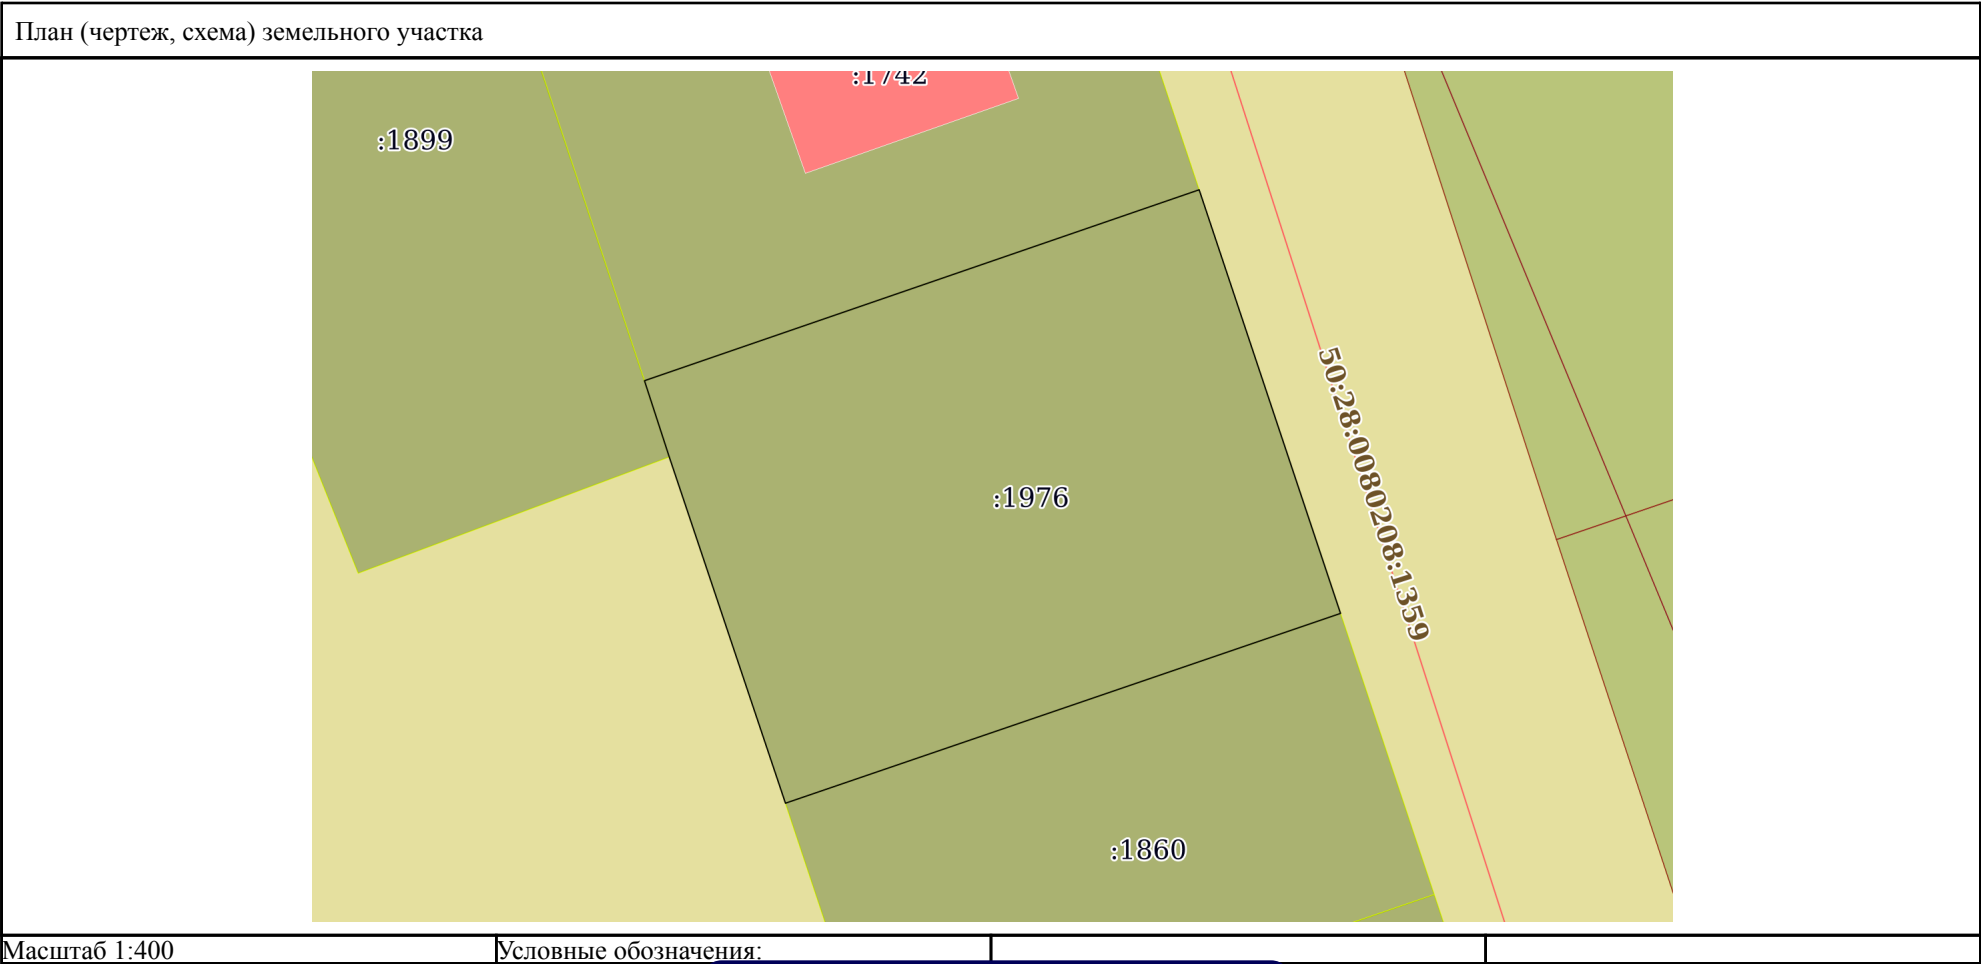 План (чертеж, схема) земельного участка
:1742
:1899
50:28:0080208:1359
:1976
:1860
Масштаб 1:400
Условные обозначения: